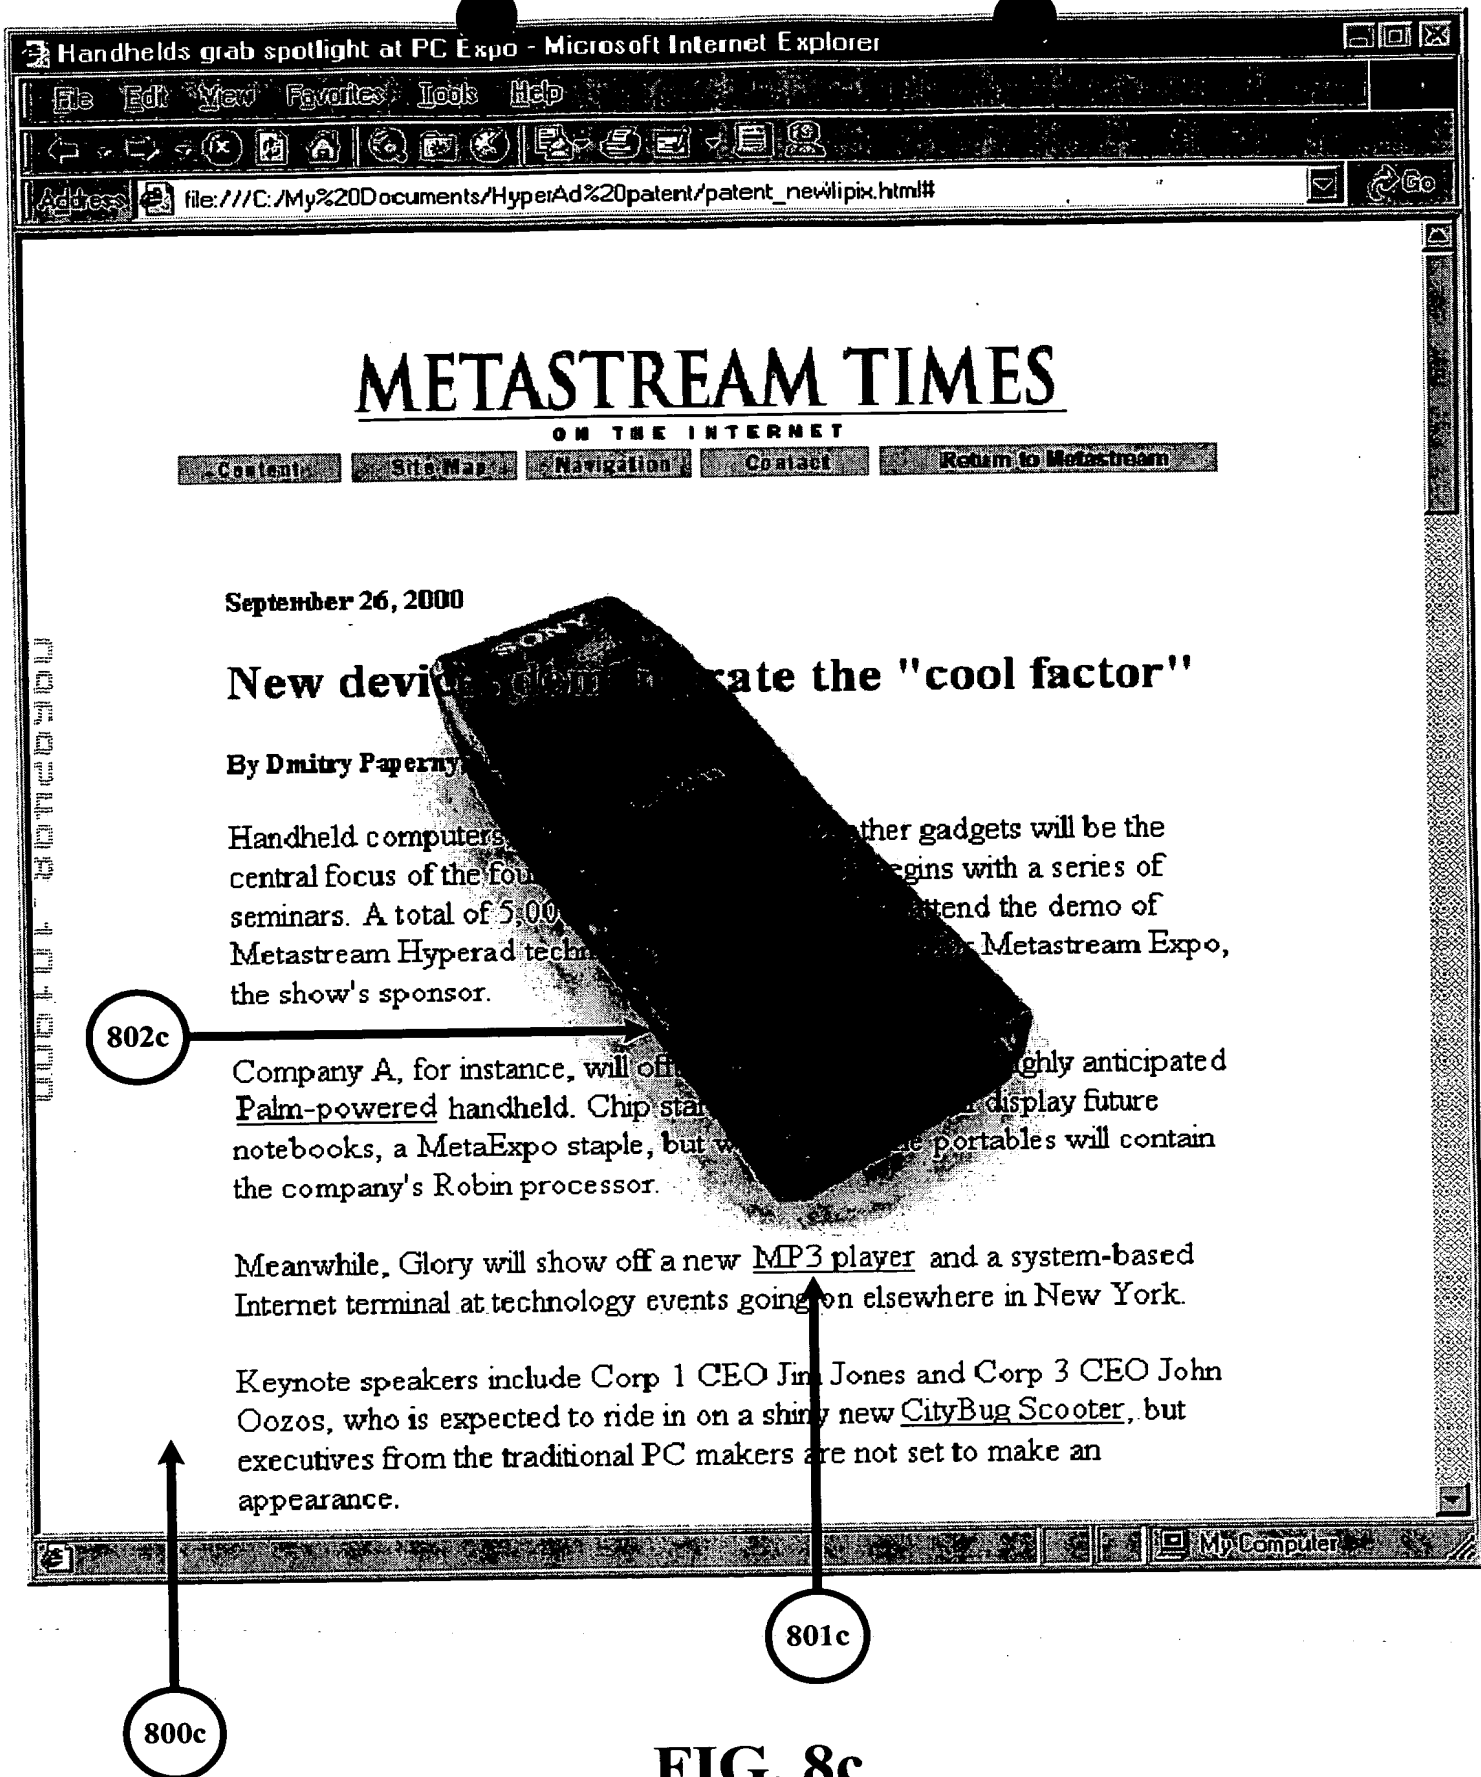 Handhelds grab spotlight at PC Expo - Microsoft Internet Explorer
File Edit View Favorites Tools Help
Address file:///C:/My%20Documents/HyperAd%20patent/patent_newlipix.html# Go
METASTREAM TIMES
ON THE INTERNET
Content Site Map Navigation Contact Return to Metastream
September 26, 2000
SONY
New devices demonstrate the "cool factor"
By Dmitry Paperny
Handheld computers ther gadgets will be the
central focus of the fou egins with a series of
seminars. A total of 5,00 ttend the demo of
Metastream Hyperad techn r Metastream Expo,
the show's sponsor.
802c
Company A, for instance, will off ghly anticipated
Palm-powered handheld. Chip star display future
notebooks, a MetaExpo staple, but w e portables will contain
the company's Robin processor.
Meanwhile, Glory will show off a new MP3 player and a system-based
Internet terminal at technology events going on elsewhere in New York.
Keynote speakers include Corp 1 CEO Jim Jones and Corp 3 CEO John
Oozos, who is expected to ride in on a shiny new CityBug Scooter, but
executives from the traditional PC makers are not set to make an
appearance.
My Computer
801c
800c
FIG. 8c